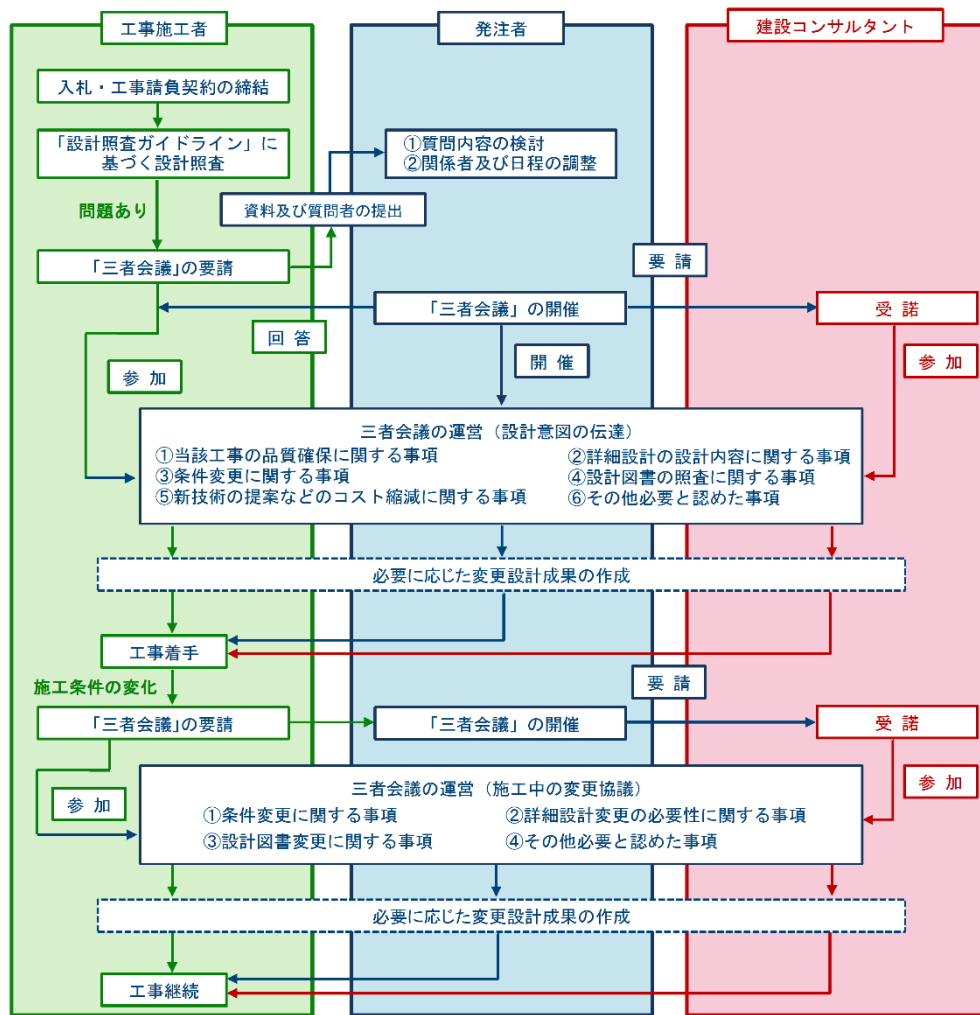 工事施工者
発注者
建設コンサルタント
入札・工事請負契約の締結
「設計照査ガイドライン」に
基づく設計照査
①質問内容の検討
②関係者及び日程の調整
問題あり
資料及び質問者の提出
「三者会議」の要請
要 請
「三者会議」の開催
受 諾
回 答
開 催
参 加
参 加
三者会議の運営（設計意図の伝達）
①当該工事の品質確保に関する事項
②詳細設計の設計内容に関する事項
③条件変更に関する事項
④設計図書の照査に関する事項
⑤新技術の提案などのコスト縮減に関する事項
⑥その他必要と認めた事項
必要に応じた変更設計成果の作成
工事着手
施工条件の変化
要 請
「三者会議」の要請
「三者会議」の開催
受 諾
参 加
参 加
三者会議の運営（施工中の変更協議）
①条件変更に関する事項
②詳細設計変更の必要性に関する事項
③設計図書変更に関する事項
④その他必要と認めた事項
必要に応じた変更設計成果の作成
工事継続